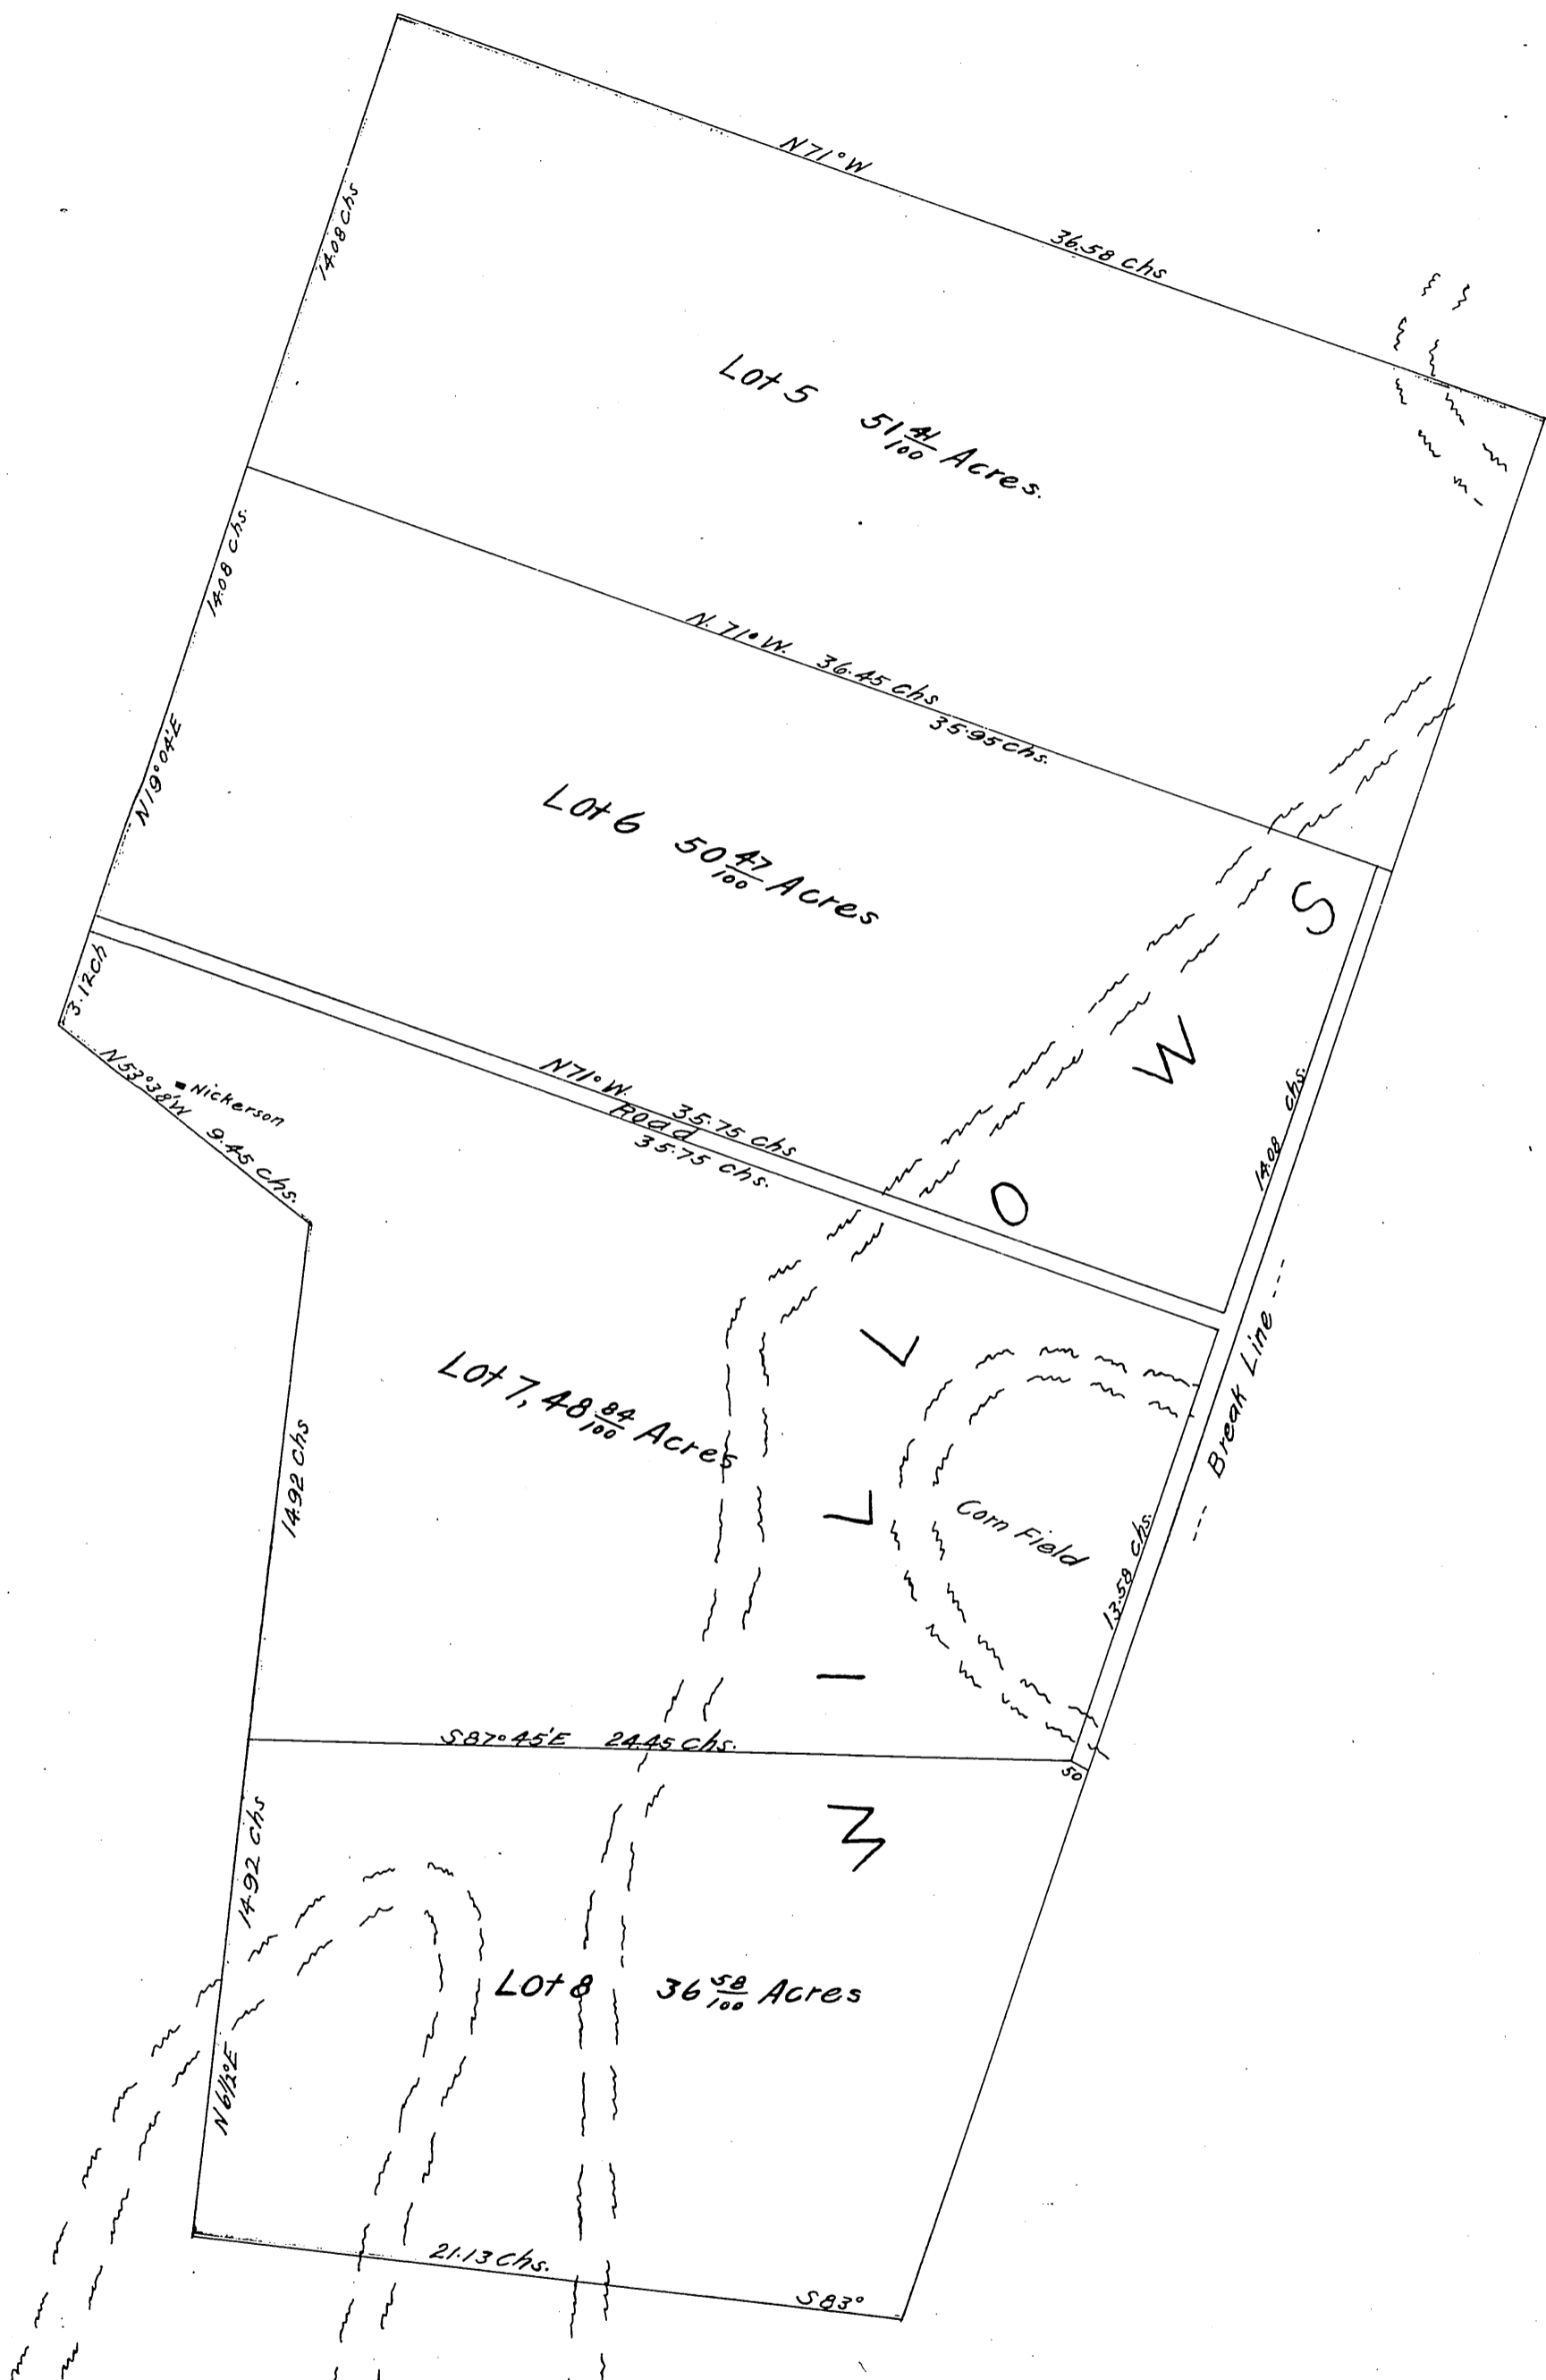 N71°W
36.58 Chs
14.08 Chs
Lot 5 51 41/100 Acres.
14.08 Chs.
N. 71° W. 36.45 Chs
35.95 Chs.
N19°04'E
Lot 6 50 47/100 Acres
S
W
O
L
L
I
M
3.12 Ch
N71°W. 35.75 Chs
Road
35.75 Chs.
14.08 Chs.
N53°38'W 9.45 Chs.
Nickerson
--- Break Line ---
Lot 7, 48 84/100 Acres
14.92 Chs
Corn Field
13.58 Chs.
S87°45'E 24.45 Chs.
50
14.92 Chs
Lot 8 36 58/100 Acres
N6½°E
21.13 Chs.
S83°